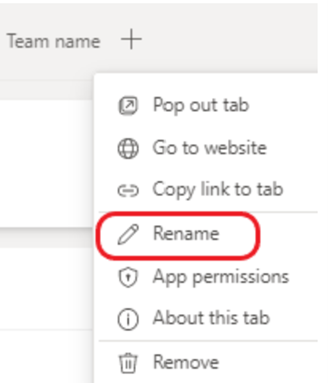 Team name
Pop out tab
Go to website
Copy link to tab
Rename
App permissions
About this tab
Remove